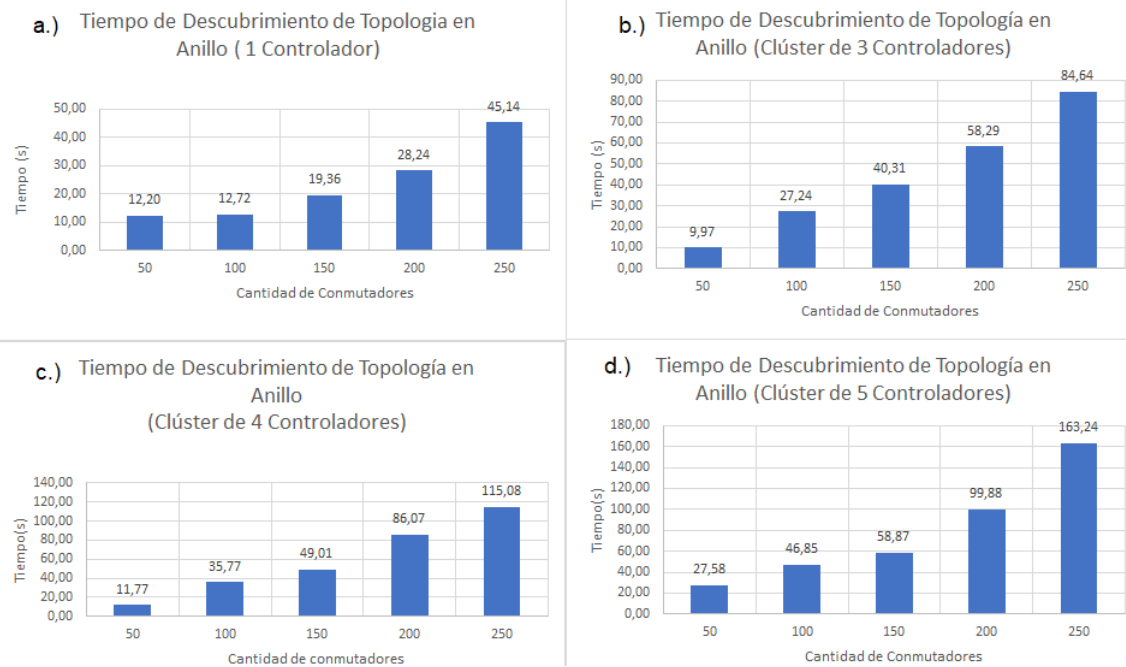 a.) Tiempo de Descubrimiento de Topologia en
Anillo ( 1 Controlador)
50,00
40,00
30,00
20,00
10,00
0,00
Tiempo (s)
12,20
12,72
19,36
28,24
45,14
50 100 150 200 250
Cantidad de Conmutadores
b.) Tiempo de Descubrimiento de Topología en
Anillo (Clúster de 3 Controladores)
90,00
80,00
70,00
60,00
50,00
40,00
30,00
20,00
10,00
0,00
Tiempo (s)
9,97
27,24
40,31
58,29
84,64
50 100 150 200 250
Cantidad de Conmutadores
c.) Tiempo de Descubrimiento de Topología en
Anillo
(Clúster de 4 Controladores)
140,00
120,00
100,00
80,00
60,00
40,00
20,00
0,00
Tiempo(s)
11,77
35,77
49,01
86,07
115,08
50 100 150 200 250
Cantidad de conmutadores
d.) Tiempo de Descubrimiento de Topología en
Anillo (Clúster de 5 Controladores)
180,00
160,00
140,00
120,00
100,00
80,00
60,00
40,00
20,00
0,00
Tiempo(s)
27,58
46,85
58,87
99,88
163,24
50 100 150 200 250
Cantidad de Conmutadores